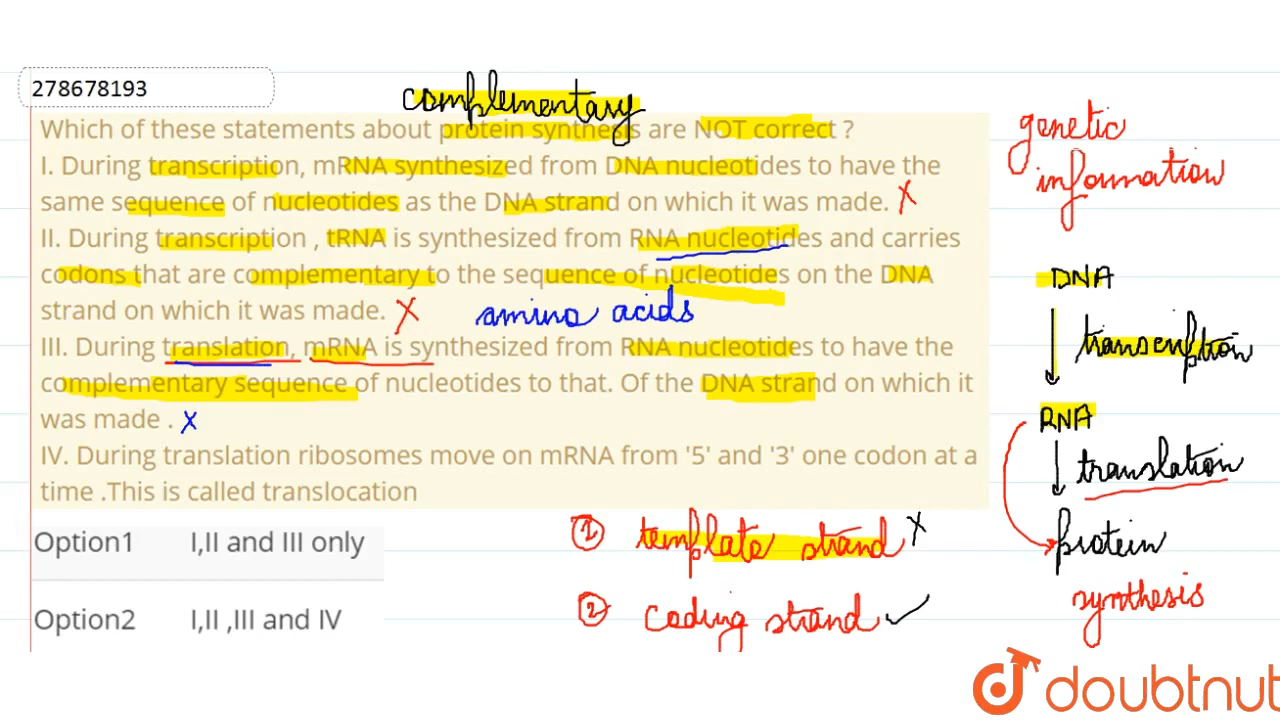 278678193
complementary
Which of these statements about protein synthesis are NOT correct ?
I. During transcription, mRNA synthesized from DNA nucleotides to have the
same sequence of nucleotides as the DNA strand on which it was made. X
II. During transcription , tRNA is synthesized from RNA nucleotides and carries
codons that are complementary to the sequence of nucleotides on the DNA
strand on which it was made. X
amino acids
III. During translation, mRNA is synthesized from RNA nucleotides to have the
complementary sequence of nucleotides to that. Of the DNA strand on which it
was made . X
IV. During translation ribosomes move on mRNA from '5' and '3' one codon at a
time .This is called translocation
Option1 I,II and III only
Option2 I,II ,III and IV
① template strand X
② coding strand ✓
genetic
information
DNA
transcription
RNA
translation
protein
synthesis
doubtnut